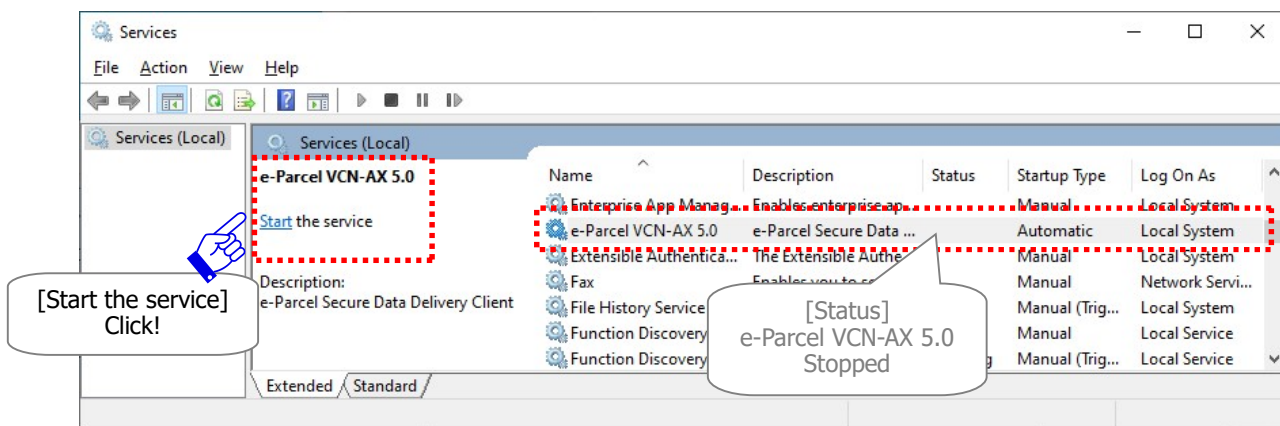 Services
File Action View Help
Services (Local)
Services (Local)
e-Parcel VCN-AX 5.0
Start the service
Description:
e-Parcel Secure Data Delivery Client
[Start the service]
Click!
Name Description Status Startup Type Log On As
Enterprise App Manag... Enables enterprise ap... Manual Local System
e-Parcel VCN-AX 5.0 e-Parcel Secure Data ... Automatic Local System
Extensible Authentica... The Extensible Authe... Manual Local System
Fax Enables you to Manual Network Servi...
File History Service Manual (Trig... Local System
Function Discovery Manual Local Service
Function Discovery Manual (Trig... Local Service
[Status]
e-Parcel VCN-AX 5.0
Stopped
Extended Standard